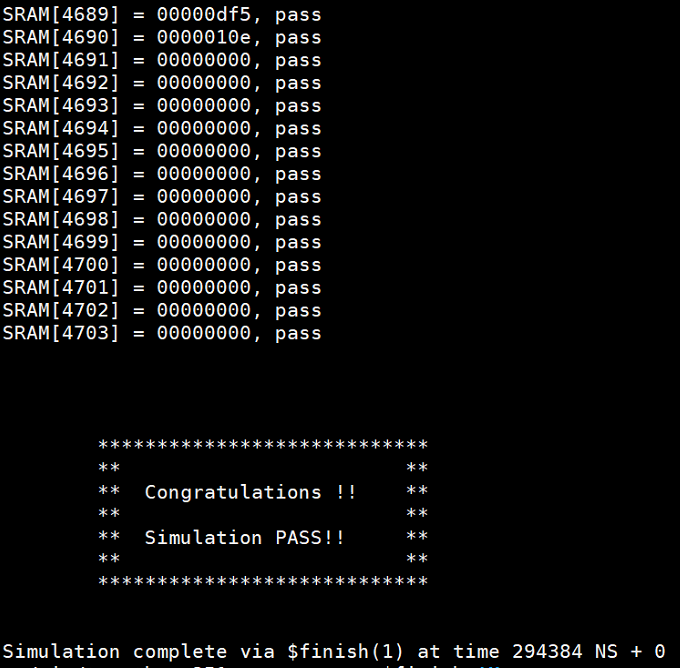 SRAM[4689] = 00000df5, pass
SRAM[4690] = 0000010e, pass
SRAM[4691] = 00000000, pass
SRAM[4692] = 00000000, pass
SRAM[4693] = 00000000, pass
SRAM[4694] = 00000000, pass
SRAM[4695] = 00000000, pass
SRAM[4696] = 00000000, pass
SRAM[4697] = 00000000, pass
SRAM[4698] = 00000000, pass
SRAM[4699] = 00000000, pass
SRAM[4700] = 00000000, pass
SRAM[4701] = 00000000, pass
SRAM[4702] = 00000000, pass
SRAM[4703] = 00000000, pass
****************************
** **
** Congratulations !! **
** **
** Simulation PASS!! **
** **
****************************
Simulation complete via $finish(1) at time 294384 NS + 0